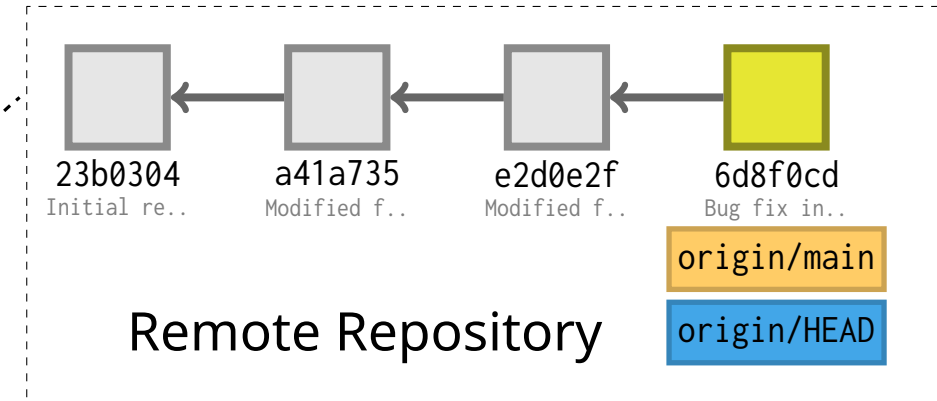 23b0304 a41a735 e2d0e2f 6d8f0cd
Initial re.. Modified f.. Modified f.. Bug fix in..
origin/main
Remote Repository
origin/HEAD